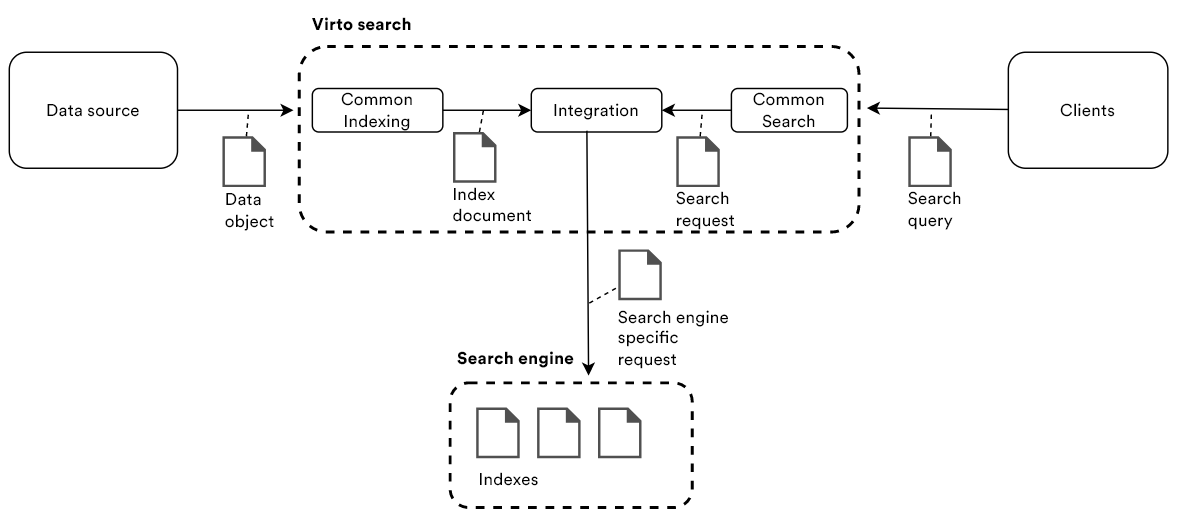 Virto search
Data source
Common
Indexing
Integration
Common
Search
Clients
Data
object
Index
document
Search
request
Search
query
Search engine
specific
request
Search engine
Indexes